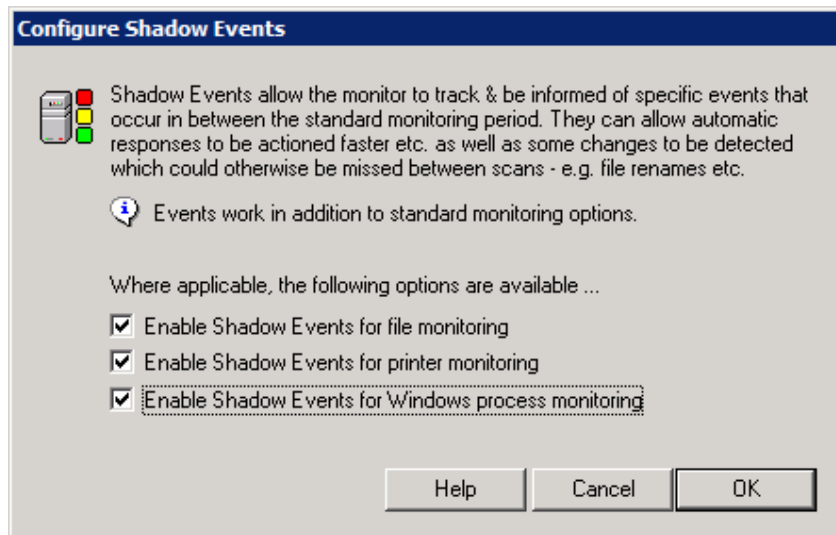 Configure Shadow Events
Shadow Events allow the monitor to track & be informed of specific events that
occur in between the standard monitoring period. They can allow automatic
responses to be actioned faster etc. as well as some changes to be detected
which could otherwise be missed between scans - e.g. file renames etc.
Events work in addition to standard monitoring options.
Where applicable, the following options are available ...
Enable Shadow Events for file monitoring
Enable Shadow Events for printer monitoring
Enable Shadow Events for Windows process monitoring
Help Cancel OK